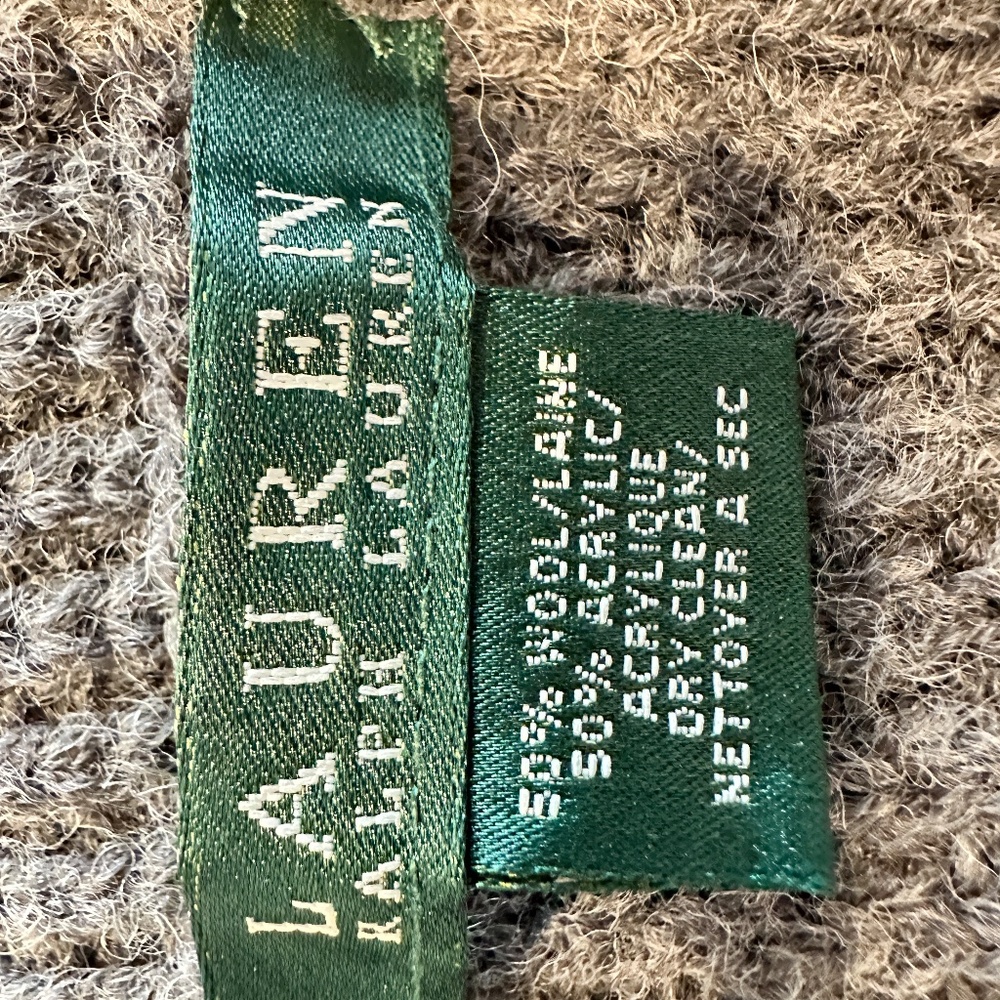 LAUREN
RALPH LAUREN
50% WOOL/LAINE
50% ACRYLIC/
ACRYLIQUE
DRY CLEAN/
NETTOYER A SEC